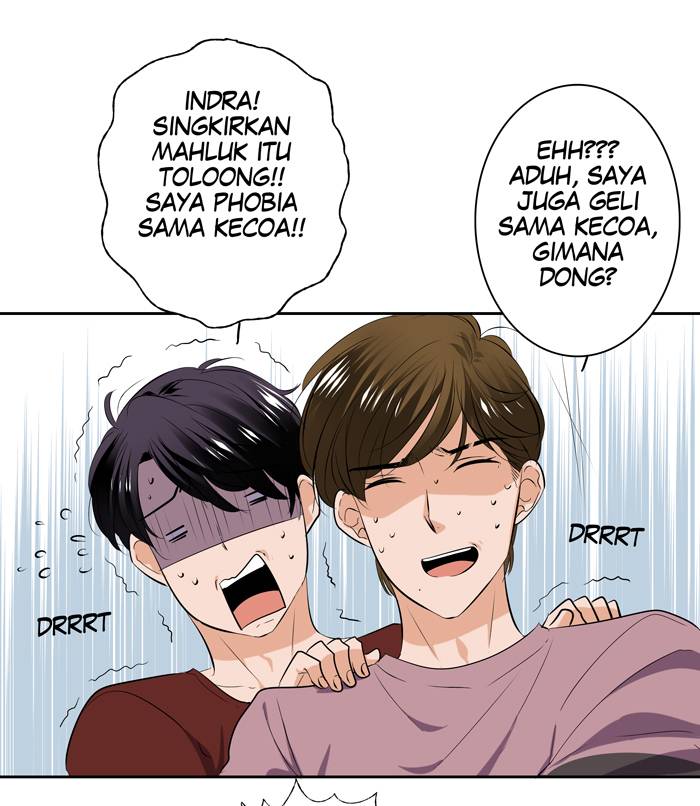 INDRA!
SINGKIRKAN
MAHLUK ITU
TOLOONG!!
SAYA PHOBIA
SAMA KECOA!!
EHH???
ADUH, SAYA
JUGA GELI
SAMA KECOA,
GIMANA
DONG?
DRRRT
DRRRT